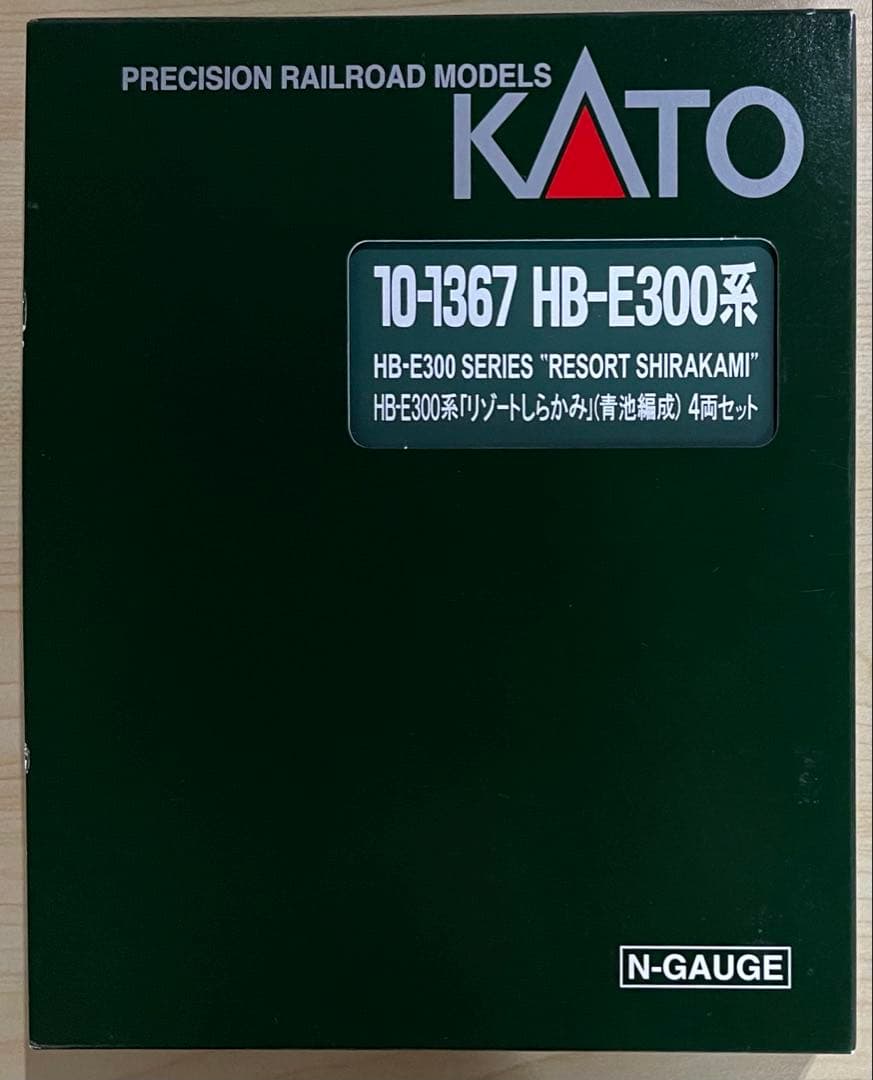 PRECISION RAILROAD MODELS
KATO
10-1367 HB-E300系
HB-E300 SERIES "RESORT SHIRAKAMI"
HB-E300系「リゾートしらかみ」(青池編成) 4両セット
N-GAUGE